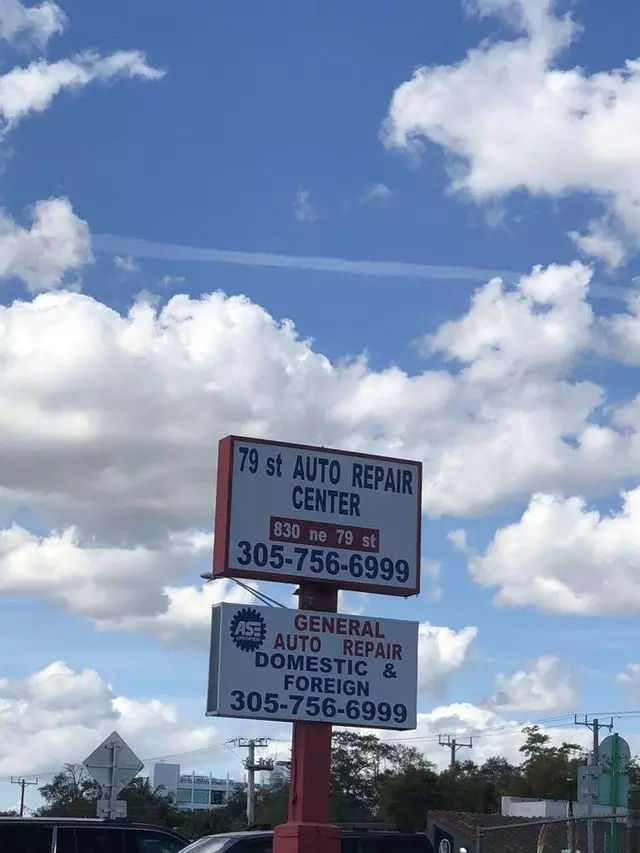 79 st AUTO REPAIR
CENTER
830 ne 79 st
305-756-6999
ASE
CERTIFIED
GENERAL
AUTO REPAIR
DOMESTIC &
FOREIGN
305-756-6999